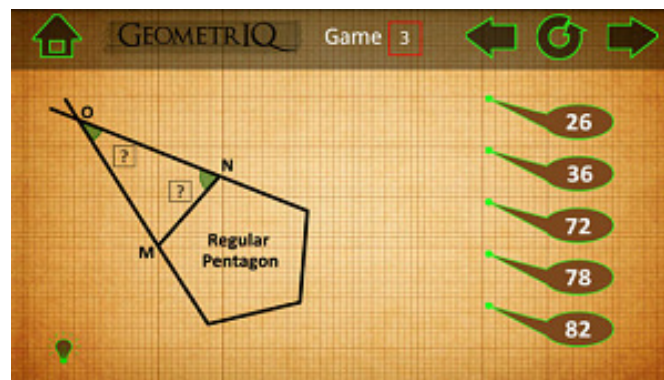 GEOMETRIQ Game 3
O
N
?
?
M
Regular
Pentagon
26
36
72
78
82